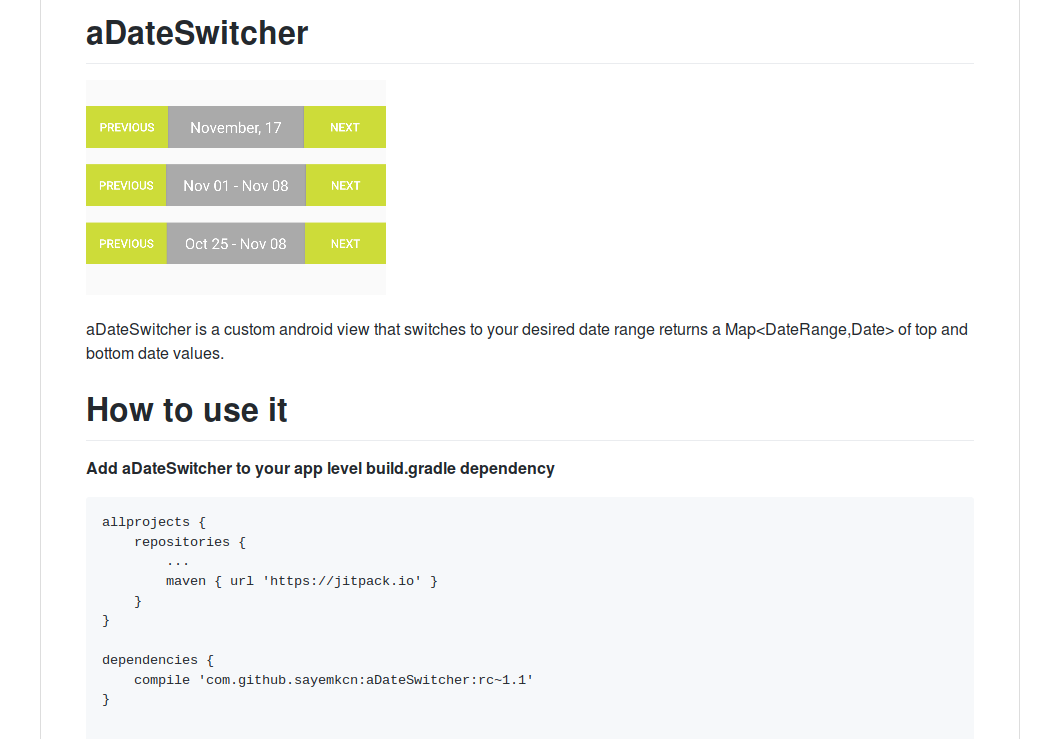 aDateSwitcher
PREVIOUS November, 17 NEXT
PREVIOUS Nov 01 - Nov 08 NEXT
PREVIOUS Oct 25 - Nov 08 NEXT
aDateSwitcher is a custom android view that switches to your desired date range returns a Map<DateRange,Date> of top and
bottom date values.
How to use it
Add aDateSwitcher to your app level build.gradle dependency
allprojects {
    repositories {
        ...
        maven { url 'https://jitpack.io' }
    }
}
dependencies {
    compile 'com.github.sayemkcn:aDateSwitcher:rc~1.1'
}